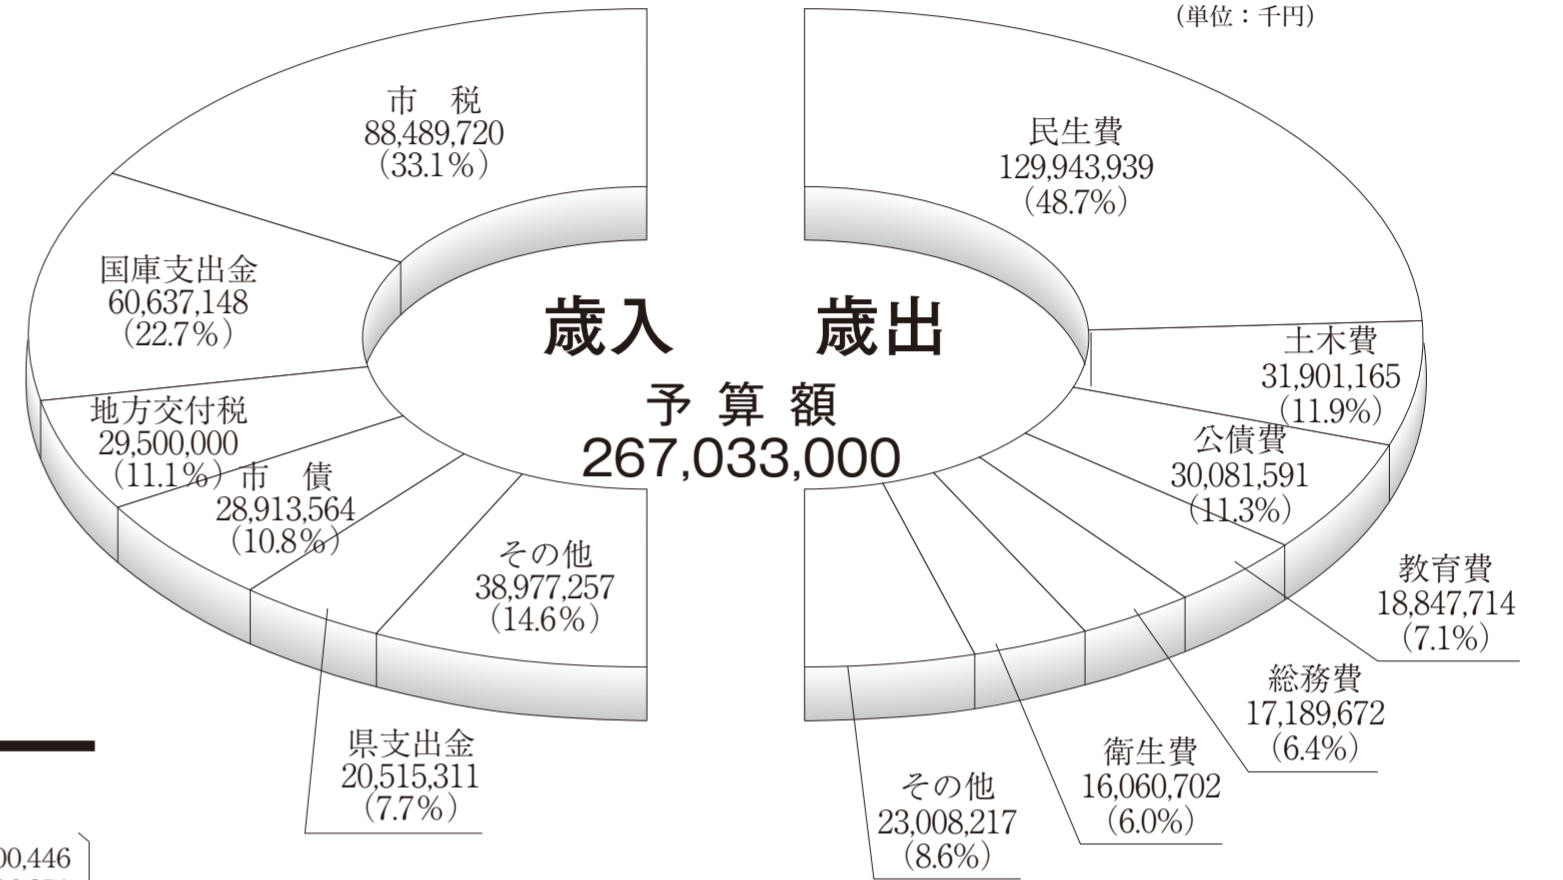 (単位：千円)
市　税
88,489,720
(33.1%)
国庫支出金
60,637,148
(22.7%)
地方交付税
29,500,000
(11.1%)
市　債
28,913,564
(10.8%)
県支出金
20,515,311
(7.7%)
その他
38,977,257
(14.6%)
歳入　歳出
予算額
267,033,000
民生費
129,943,939
(48.7%)
土木費
31,901,165
(11.9%)
公債費
30,081,591
(11.3%)
教育費
18,847,714
(7.1%)
総務費
17,189,672
(6.4%)
衛生費
16,060,702
(6.0%)
その他
23,008,217
(8.6%)
00,446